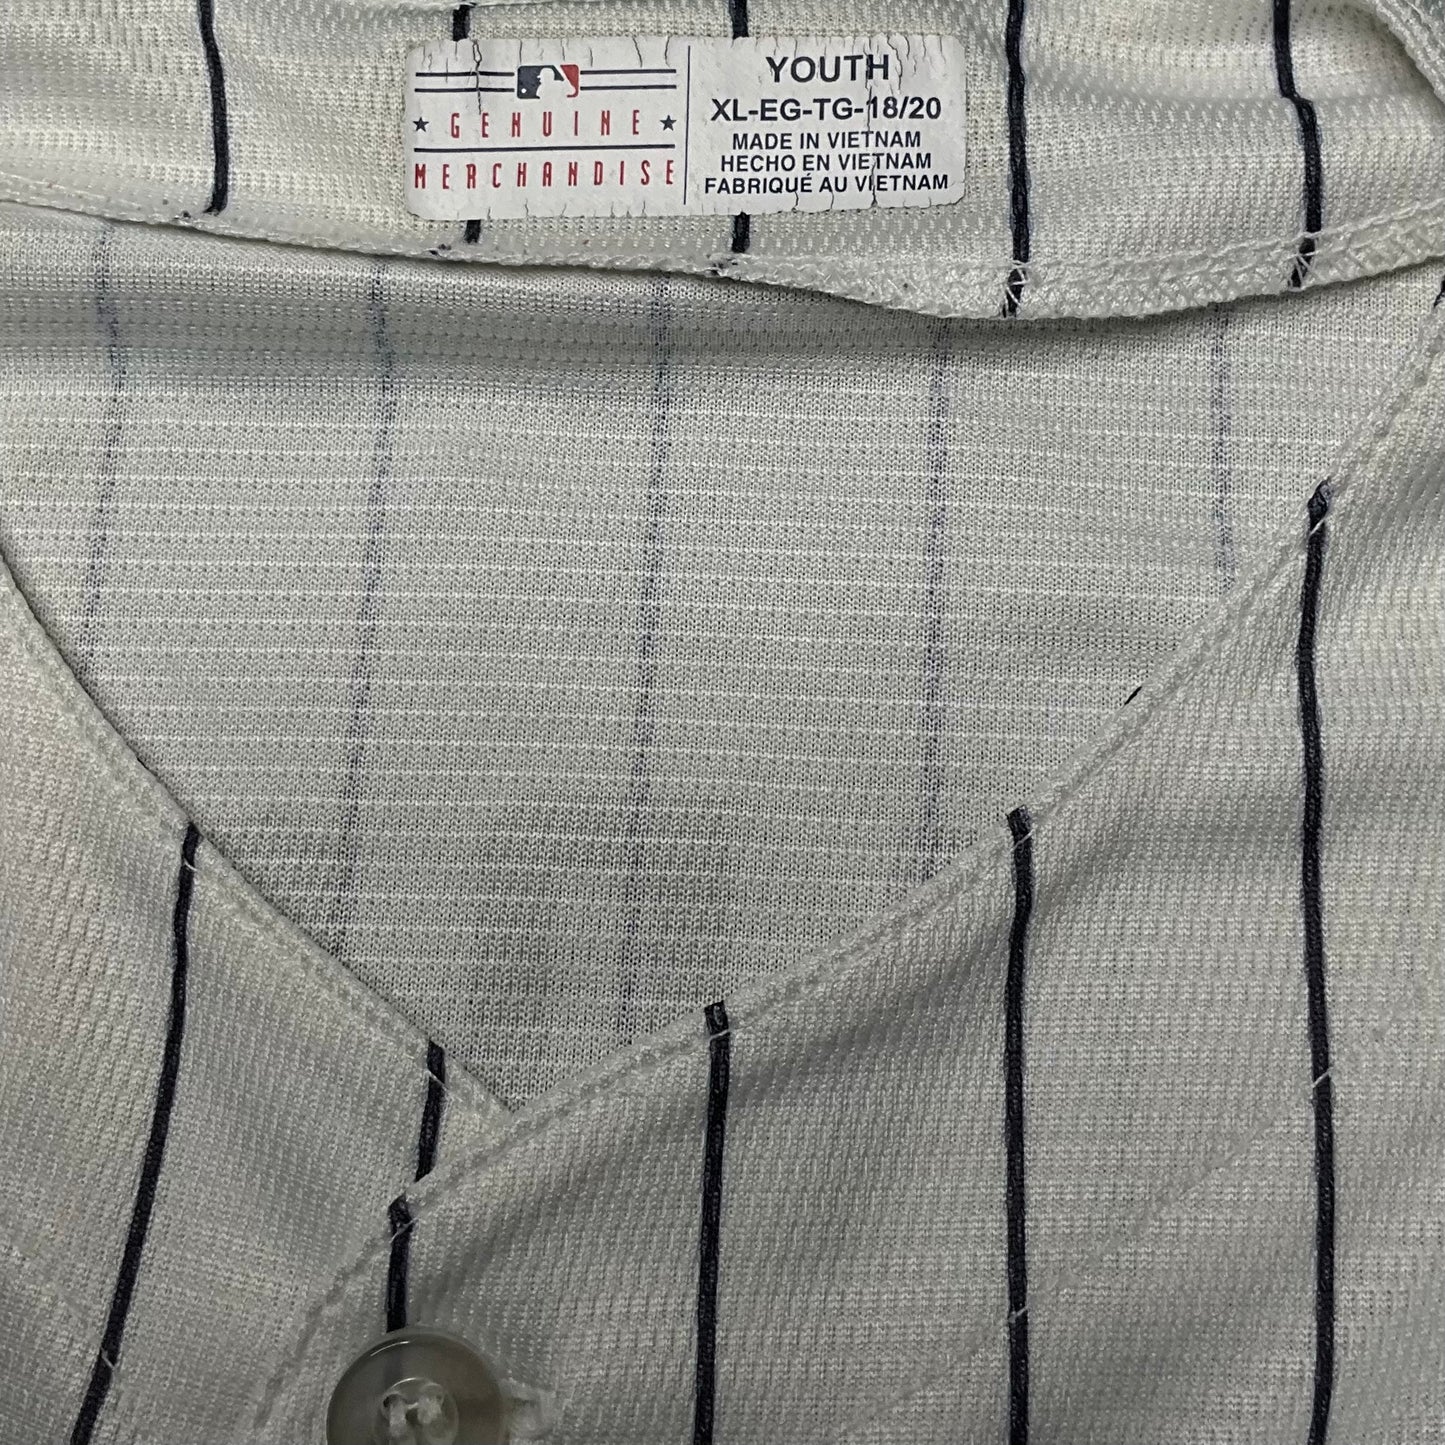 ★ GENUINE ★
MERCHANDISE
YOUTH
XL-EG-TG-18/20
MADE IN VIETNAM
HECHO EN VIETNAM
FABRIQUÉ AU VIETNAM